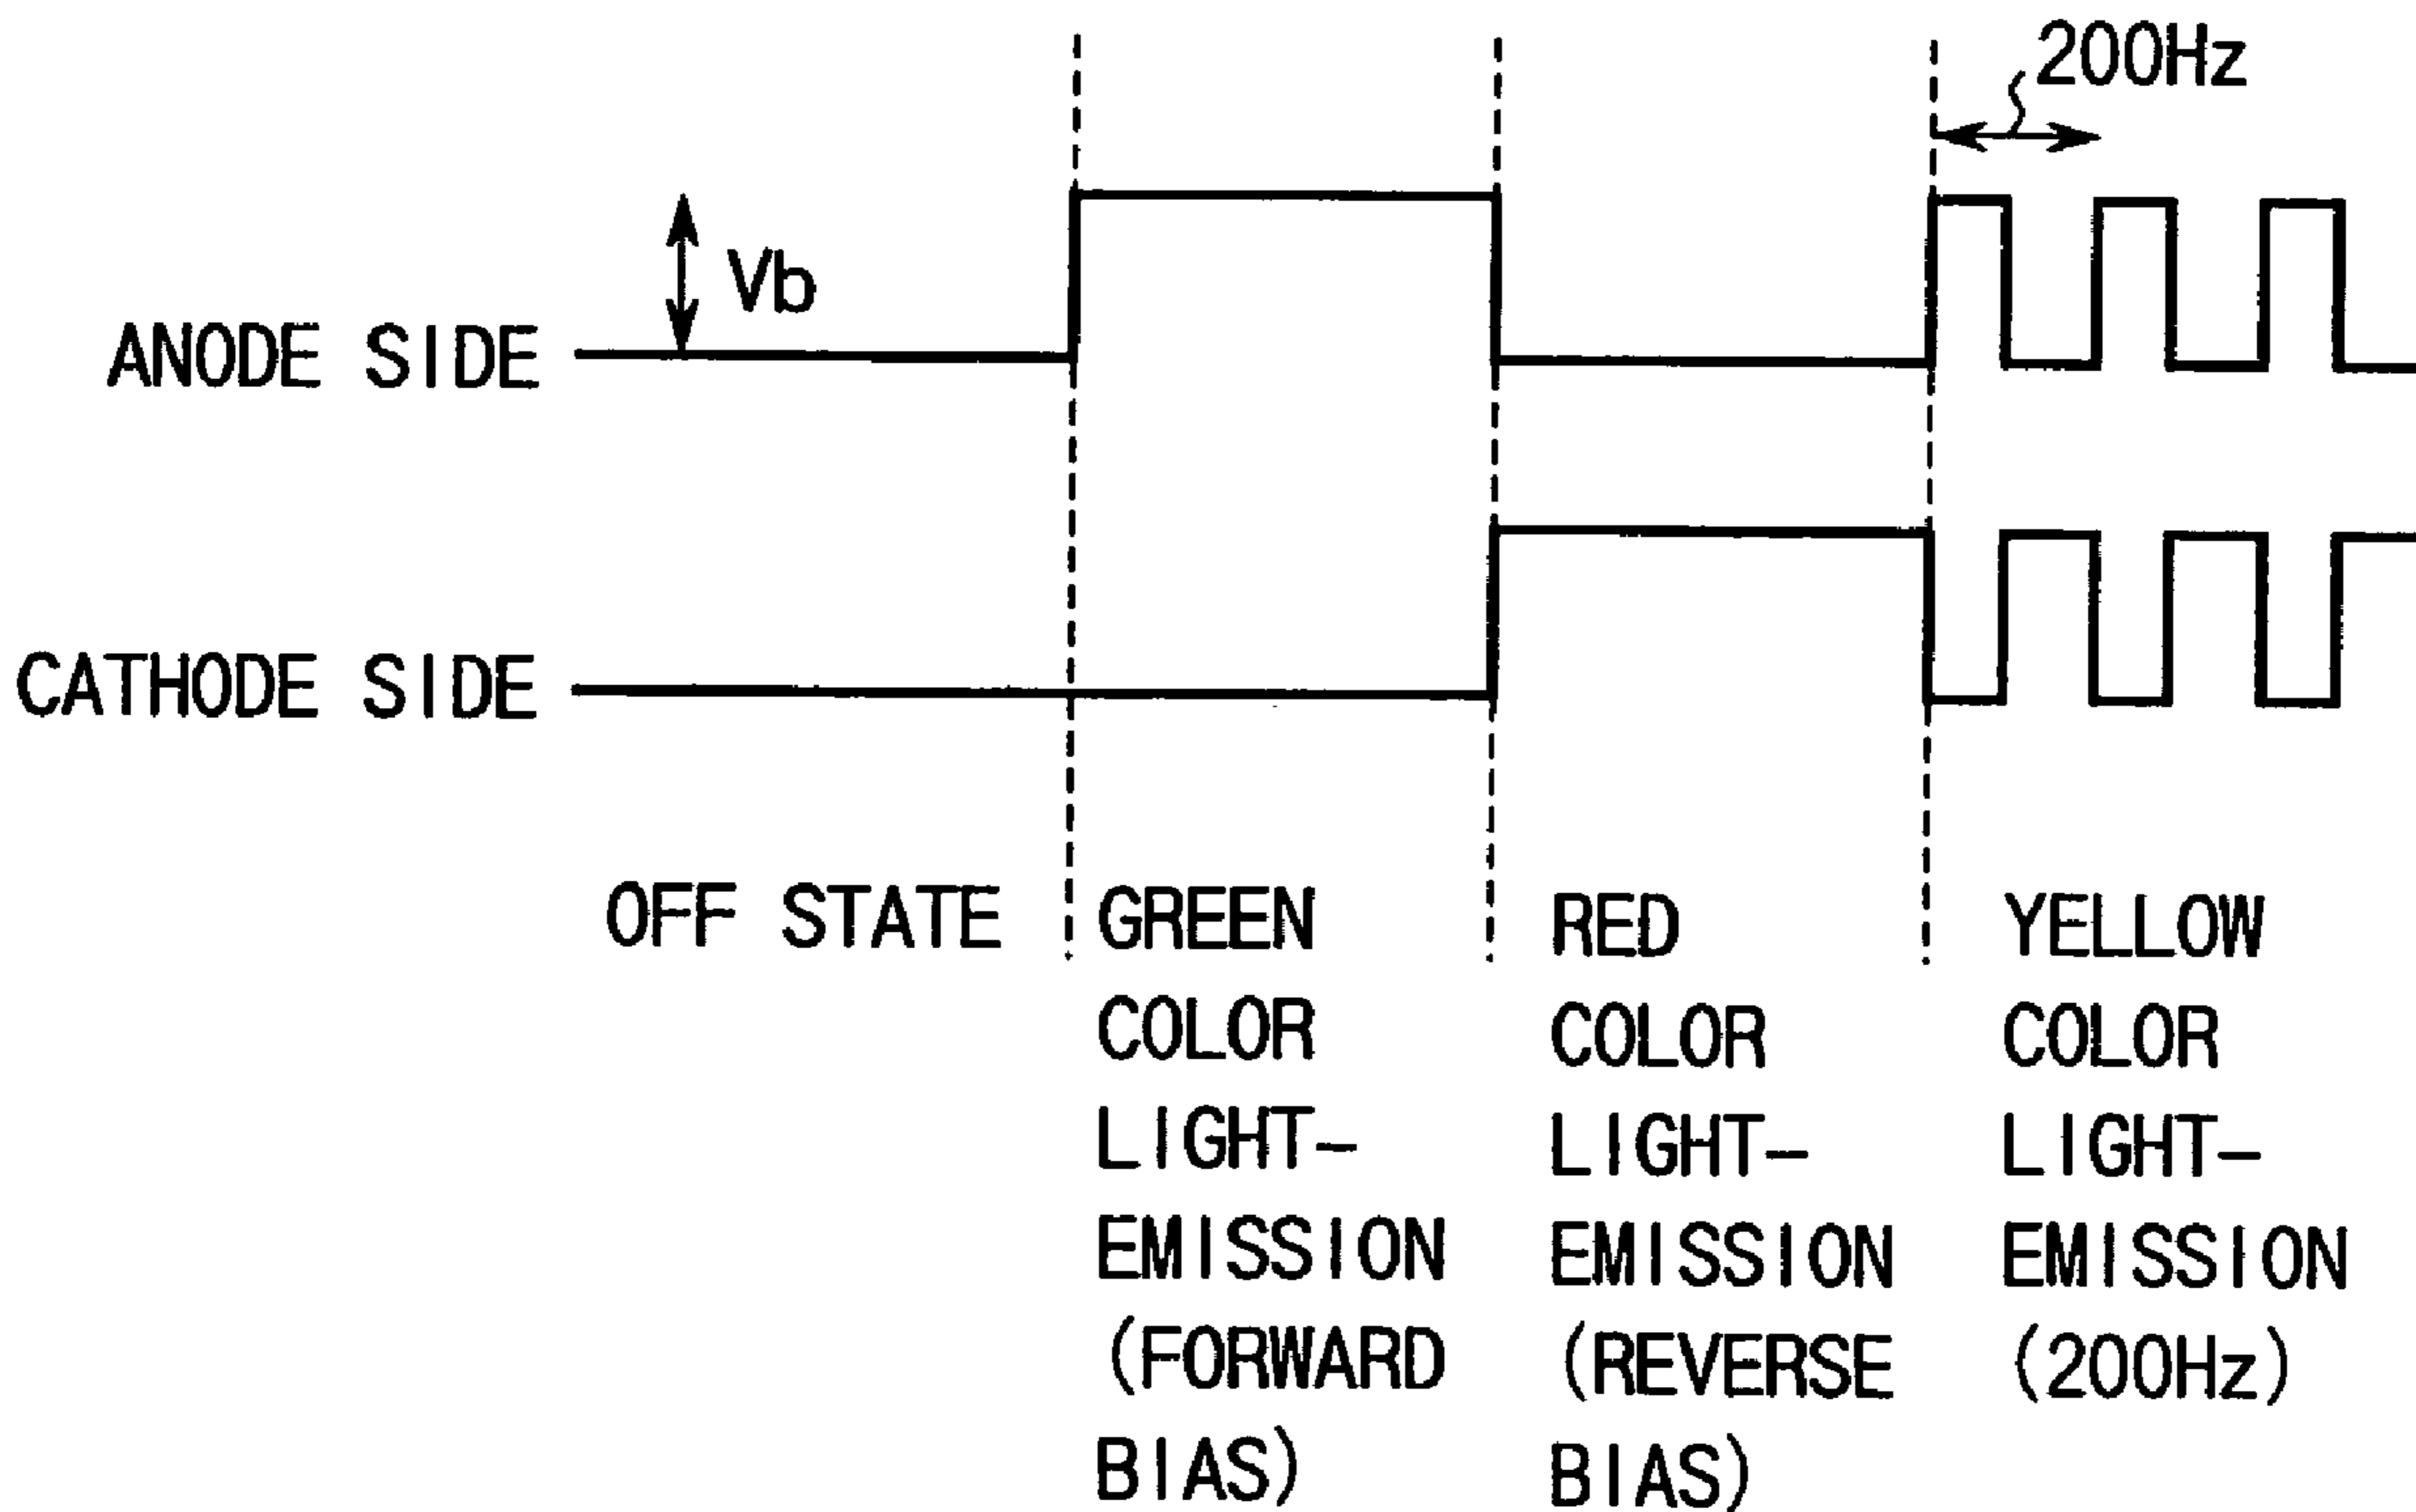 200Hz
Vb
ANODE SIDE
CATHODE SIDE
OFF STATE
GREEN
COLOR
LIGHT-
EMISSION
(FORWARD
BIAS)
RED
COLOR
LIGHT-
EMISSION
(REVERSE
BIAS)
YELLOW
COLOR
LIGHT-
EMISSION
(200Hz)